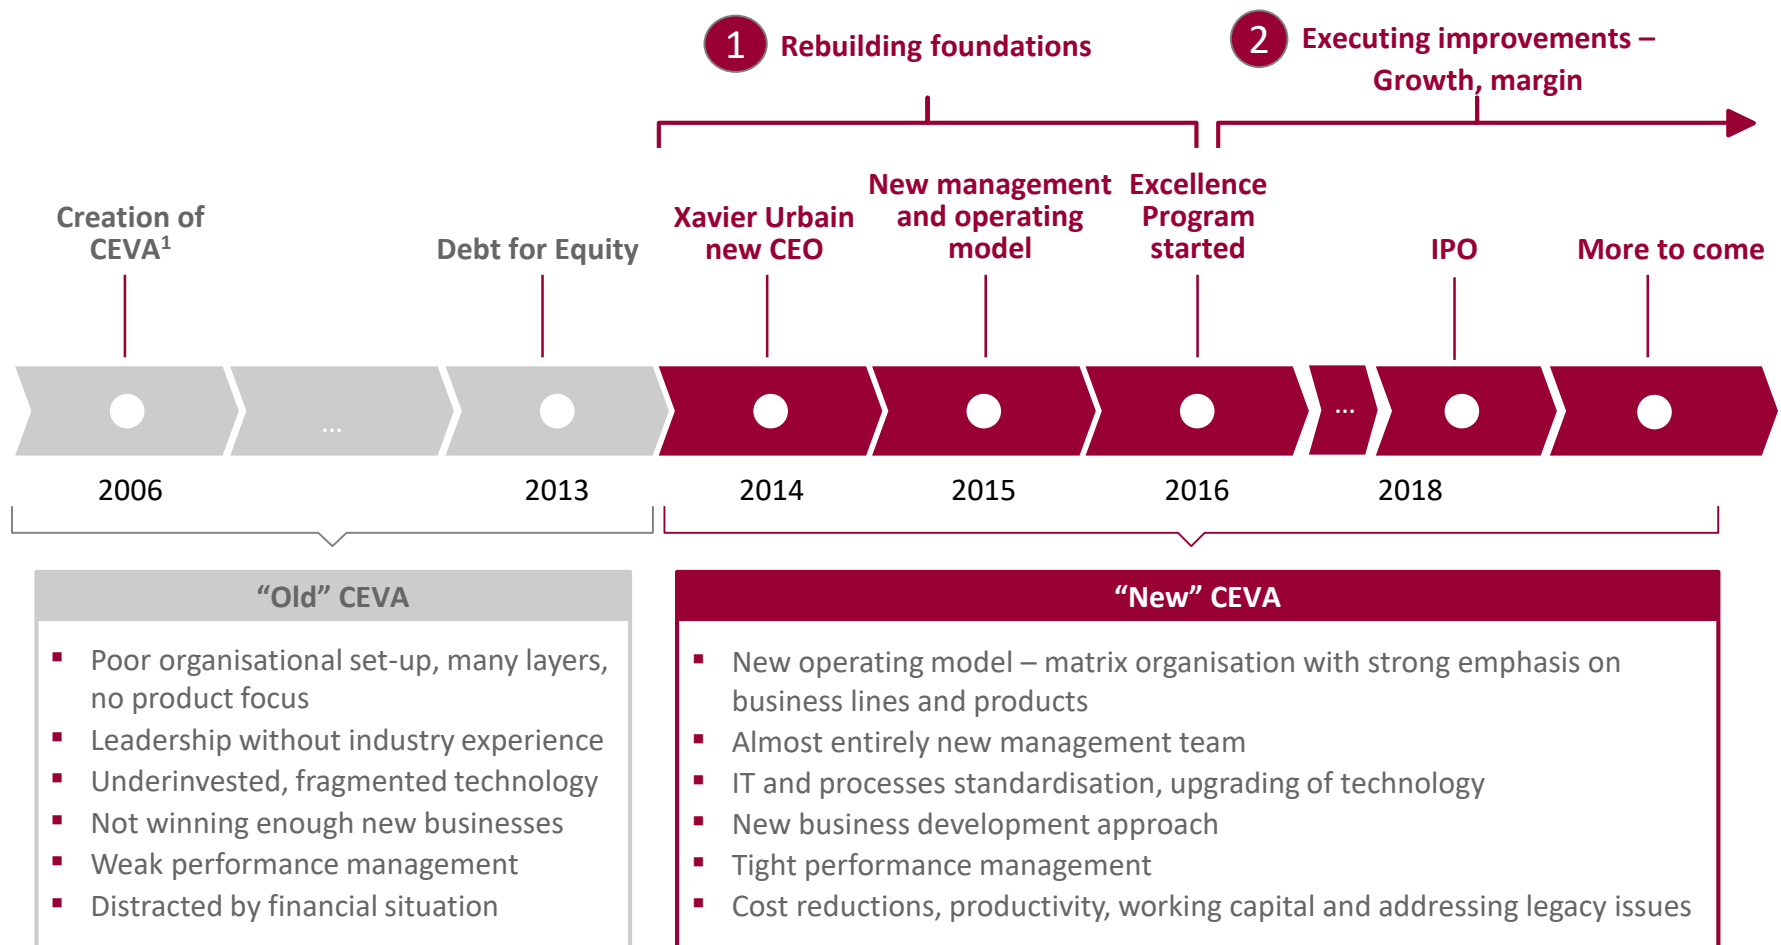 1 Rebuilding foundations
2 Executing improvements –
Growth, margin
Creation of
CEVA¹
Debt for Equity
Xavier Urbain
new CEO
New management
and operating
model
Excellence
Program
started
IPO
More to come
...
...
2006
2013
2014
2015
2016
2018
“Old” CEVA
▪ Poor organisational set-up, many layers,
no product focus
▪ Leadership without industry experience
▪ Underinvested, fragmented technology
▪ Not winning enough new businesses
▪ Weak performance management
▪ Distracted by financial situation
“New” CEVA
▪ New operating model – matrix organisation with strong emphasis on
business lines and products
▪ Almost entirely new management team
▪ IT and processes standardisation, upgrading of technology
▪ New business development approach
▪ Tight performance management
▪ Cost reductions, productivity, working capital and addressing legacy issues